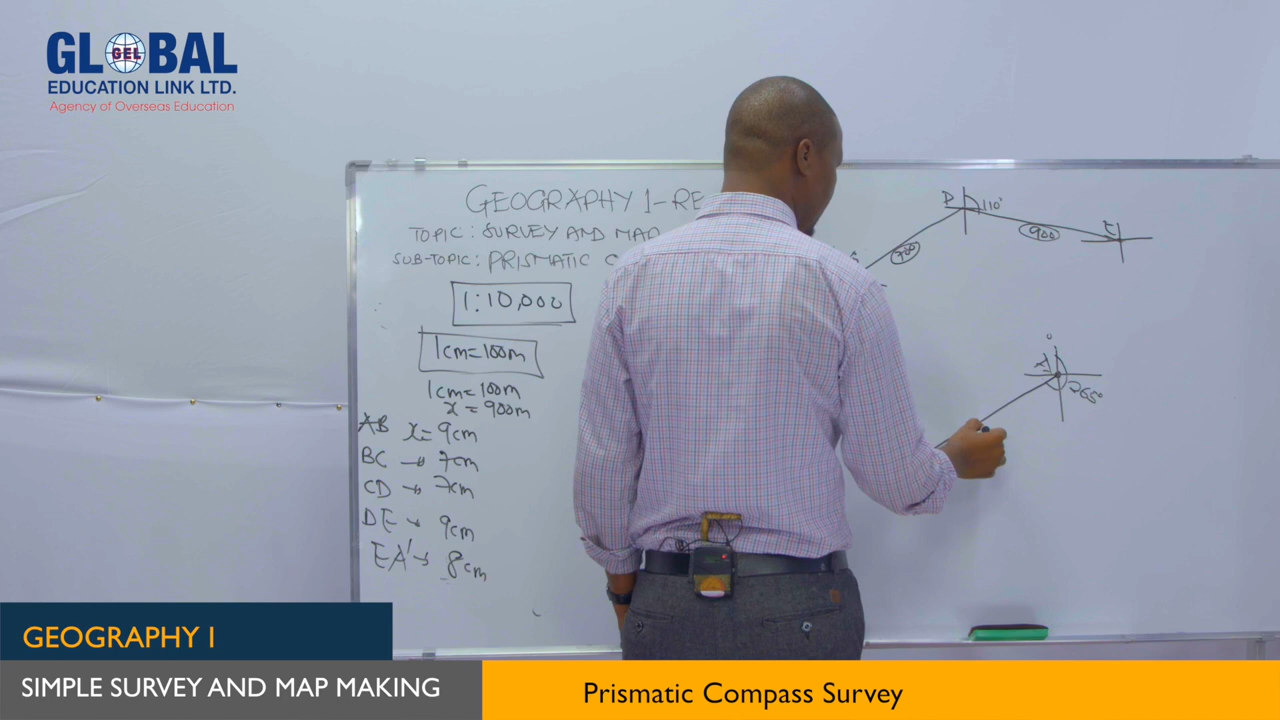 GLOBAL
GEL
EDUCATION LINK LTD.
Agency of Overseas Education
GEOGRAPHY 1-RE
TOPIC: SURVEY AND MAP
SUB-TOPIC: PRISMATIC C
1:10,000
1cm=100m
1cm=100m
x = 900m
AB x= 9cm
BC → 7cm
CD → 7cm
DE → 9cm
EA' → 8cm
D 110°
700
900
E
A
265°
GEOGRAPHY I
SIMPLE SURVEY AND MAP MAKING
Prismatic Compass Survey